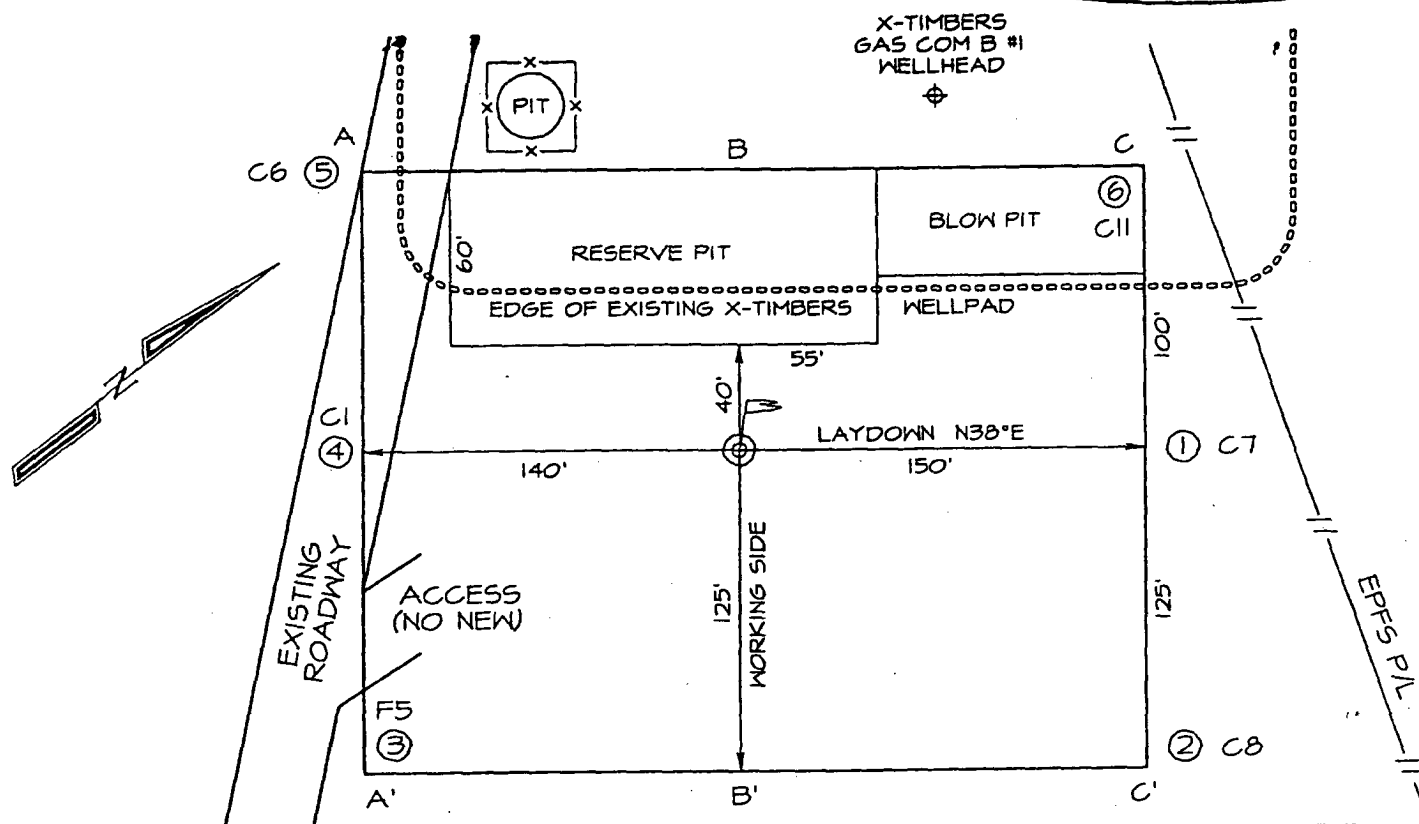 X-TIMBERS
GAS COM B #1
WELLHEAD
PIT
A
B
C
C6 ⑤
⑥
C11
BLOW PIT
RESERVE PIT
60'
EDGE OF EXISTING X-TIMBERS WELLPAD
100'
55'
40'
N
C1
④
LAYDOWN N38°E
① C7
140'
150'
EXISTING
ROADWAY
ACCESS
(NO NEW)
125'
WORKING SIDE
125'
EPFS P/L
F5
③
② C8
A'
B'
C'